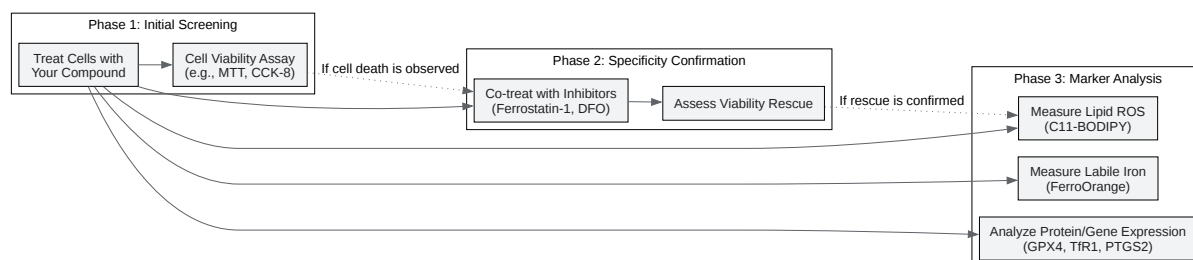 Phase 1: Initial Screening
Treat Cells with
Your Compound
Cell Viability Assay
(e.g., MTT, CCK-8)
If cell death is observed
Phase 2: Specificity Confirmation
Co-treat with Inhibitors
(Ferrostatin-1, DFO)
Assess Viability Rescue
If rescue is confirmed
Phase 3: Marker Analysis
Measure Lipid ROS
(C11-BODIPY)
Measure Labile Iron
(FerroOrange)
Analyze Protein/Gene Expression
(GPX4, TfR1, PTGS2)